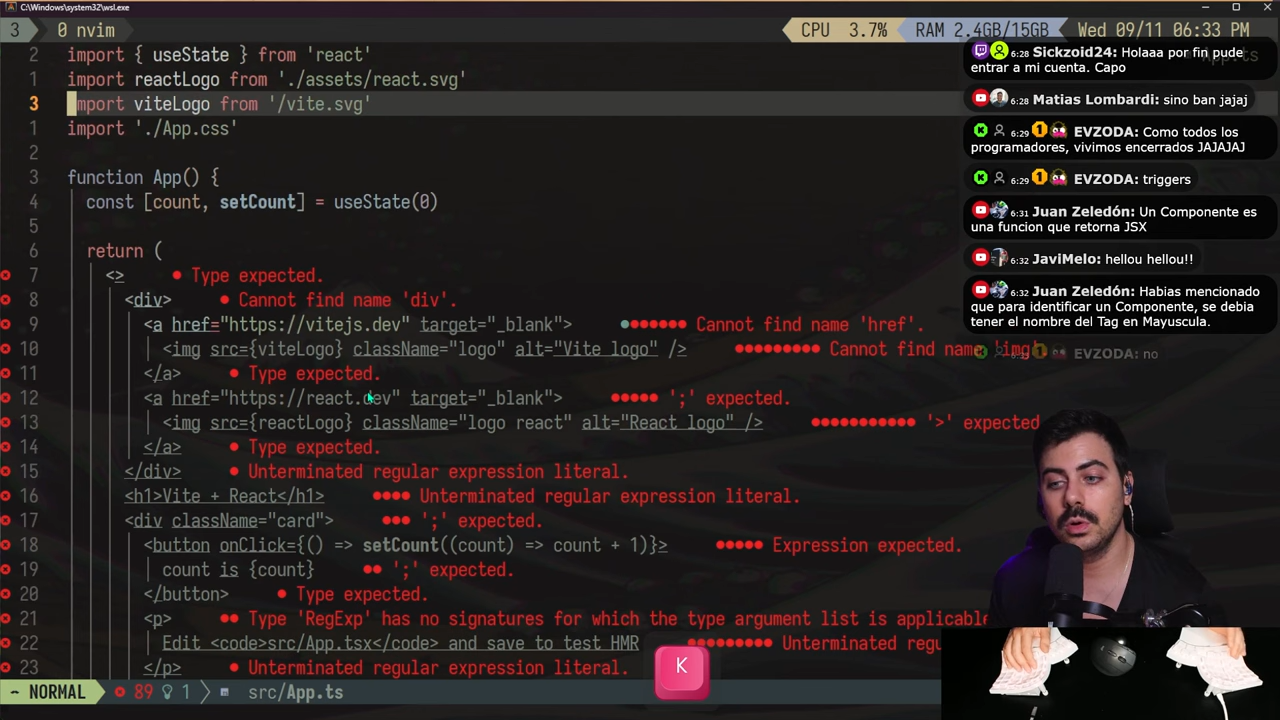 C:\Windows\system32\wsl.exe
3 0 nvim
CPU 3.7% RAM 2.4GB/15GB Wed 09/11 06:33 PM
App.ts
2 import { useState } from 'react'
1 import reactLogo from './assets/react.svg'
3 import viteLogo from '/vite.svg'
1 import './App.css'
2
3 function App() {
4 const [count, setCount] = useState(0)
5
6 return (
7 <> ● Type expected.
8 <div> ● Cannot find name 'div'.
9 <a href="https://vitejs.dev" target="_blank"> ●●●●●●● Cannot find name 'href'.
10 <img src={viteLogo} className="logo" alt="Vite logo" /> ●●●●●●●●● Cannot find name 'img'
11 </a> ● Type expected.
12 <a href="https://react.dev" target="_blank"> ●●●●● ';' expected.
13 <img src={reactLogo} className="logo react" alt="React logo" /> ●●●●●●●●●●● '>' expected
14 </a> ● Type expected.
15 </div> ● Unterminated regular expression literal.
16 <h1>Vite + React</h1> ●●●● Unterminated regular expression literal.
17 <div className="card"> ●●● ';' expected.
18 <button onClick={() => setCount((count) => count + 1)}> ●●●●● Expression expected.
19 count is {count} ●● ';' expected.
20 </button> ● Type expected.
21 <p> ●● Type 'RegExp' has no signatures for which the type argument list is applicable
22 Edit <code>src/App.tsx</code> and save to test HMR ●●●●●●●●● Unterminated regu
23 </p> ● Unterminated regular expression literal.
NORMAL 89 1 src/App.ts
K
6:28 Sickzoid24: Holaaa por fin pude
entrar a mi cuenta. Capo
6:28 Matias Lombardi: sino ban jajaj
6:29 1 EVZODA: Como todos los
programadores, vivimos encerrados JAJAJAJ
6:29 1 EVZODA: triggers
6:31 Juan Zeledón: Un Componente es
una funcion que retorna JSX
6:32 JaviMelo: hellou hellou!!
6:32 Juan Zeledón: Habias mencionado
que para identificar un Componente, se debia
tener el nombre del Tag en Mayuscula.
EVZODA: no